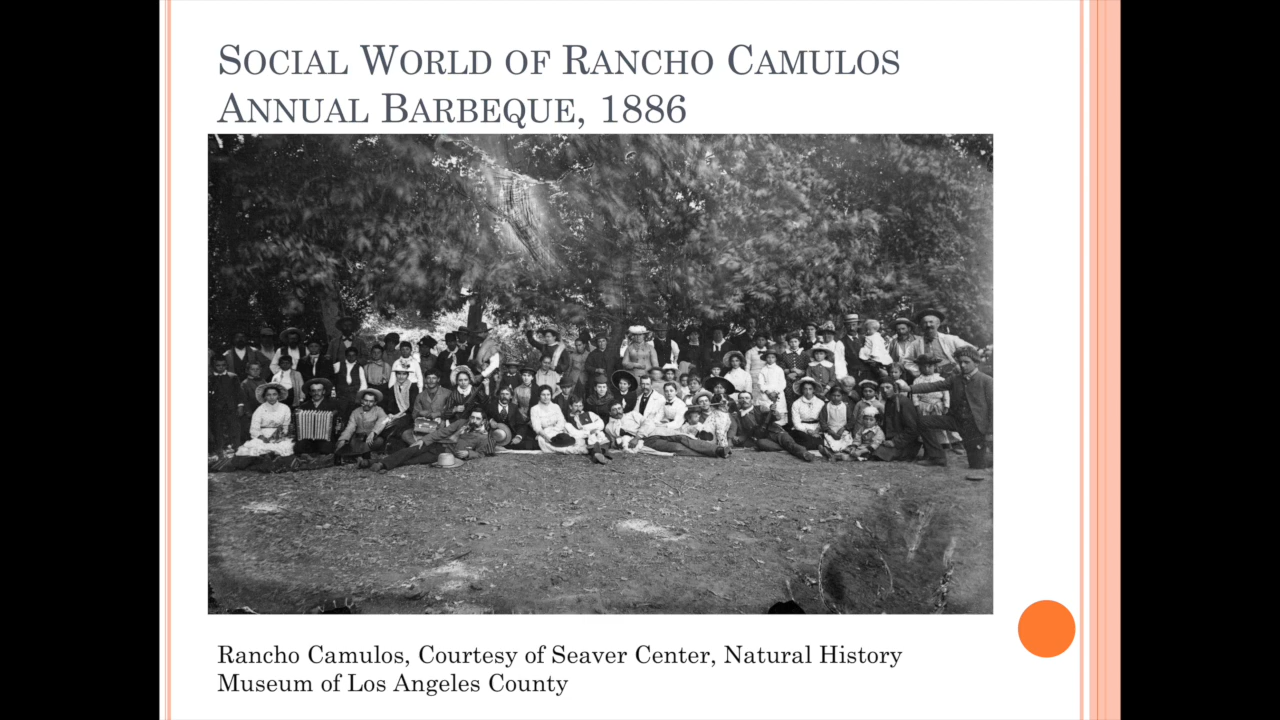 Social World of Rancho Camulos
Annual Barbeque, 1886
Rancho Camulos, Courtesy of Seaver Center, Natural History
Museum of Los Angeles County